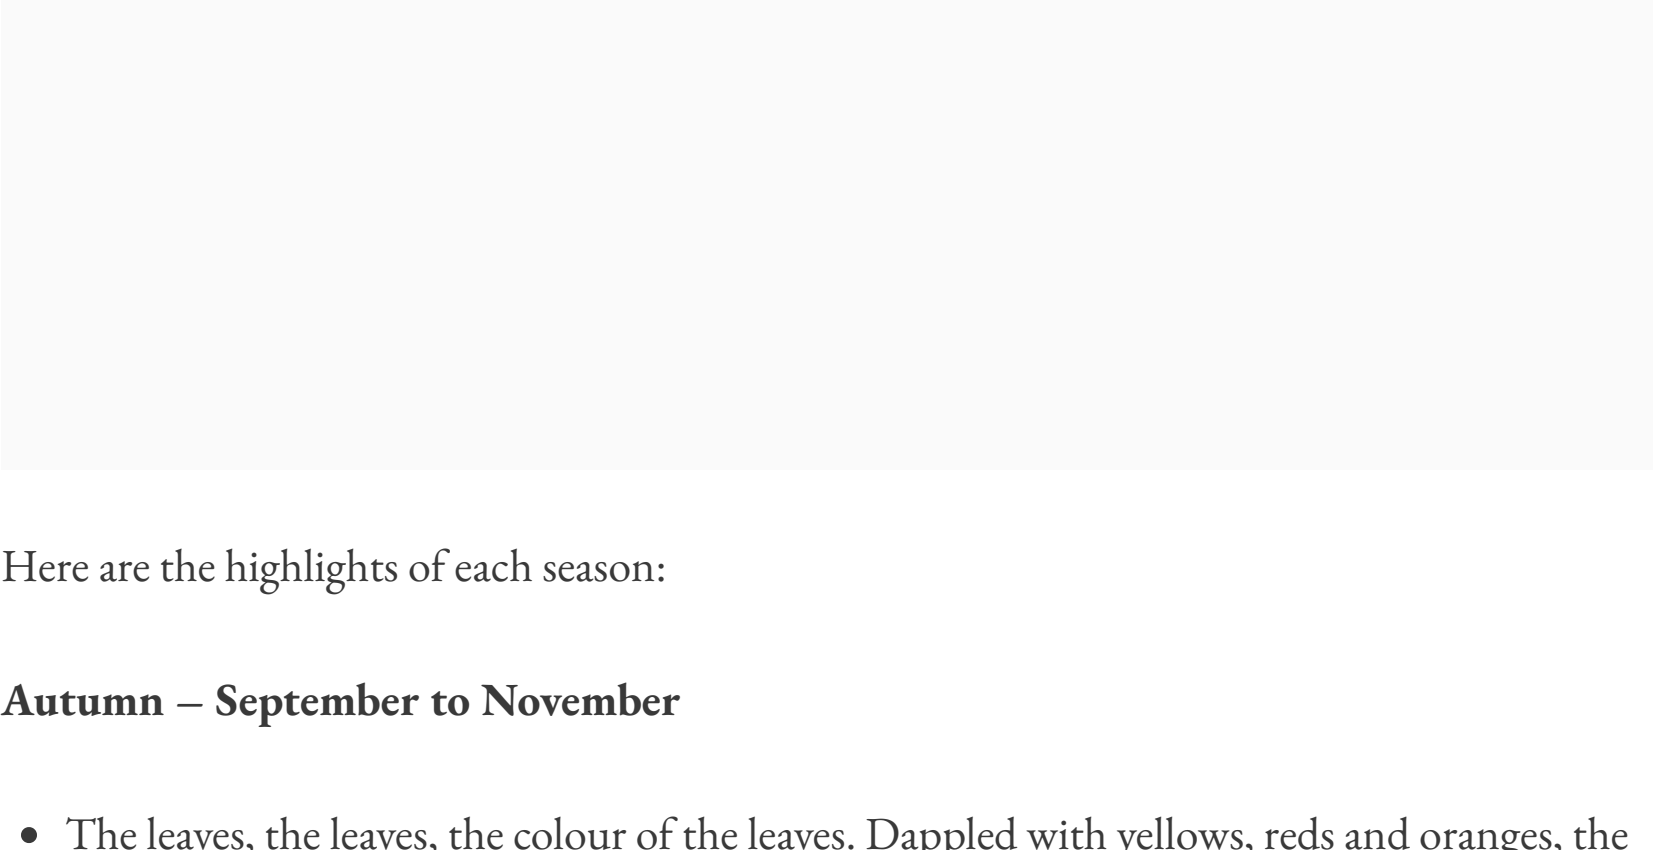 Here are the highlights of each season:
Autumn – September to November
The leaves, the leaves, the colour of the leaves. Dappled with yellows, reds and oranges, the